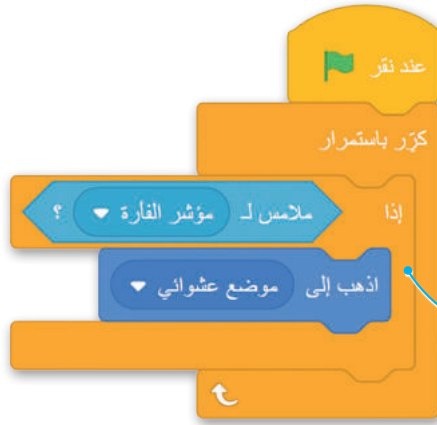 عند نقر
كرّر باستمرار
إذا ملامس لـ مؤشر الفأرة ؟
اذهب إلى موضع عشوائي